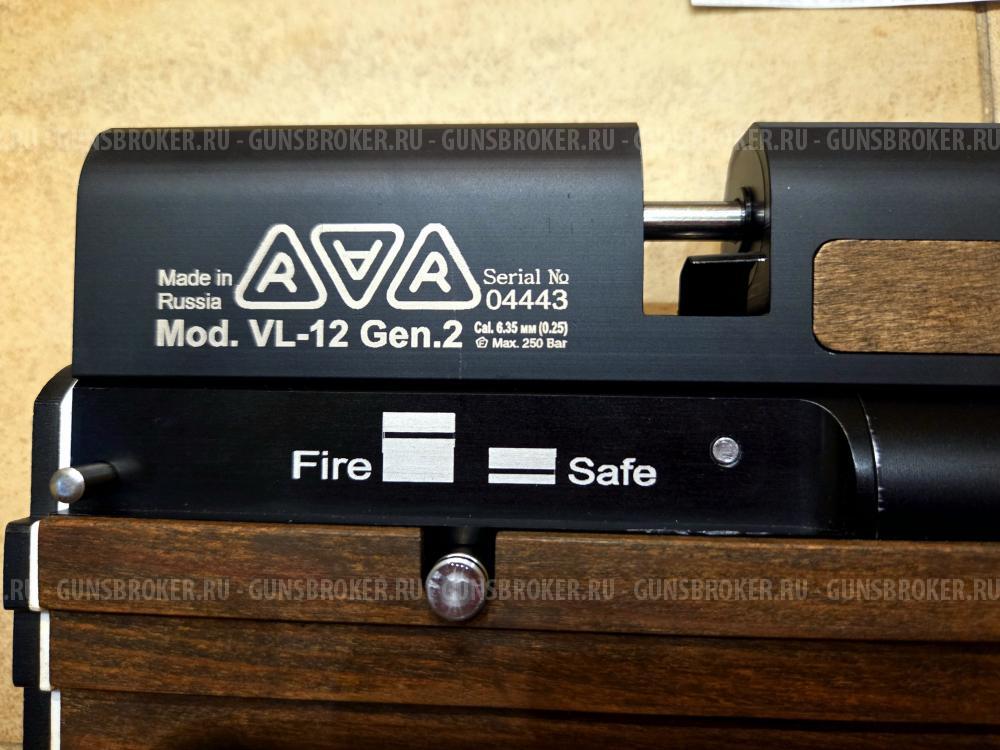 .RU - GUNSBROKER.RU - GUNSBROKER.RU - GUNSBROKER.RU - GUNSBROKER.RU - GUNSBROKER.RU
Made in
Russia
Serial №
04443
Mod. VL-12 Gen.2
Cal. 6.35 мм (0.25)
Max. 250 Bar
Fire
Safe
.RU - GUNSBROKER.RU - GUNSBROKER.RU - GUNSBROKER.RU - GUNSBROKER.RU - GUNSBROKER.RU